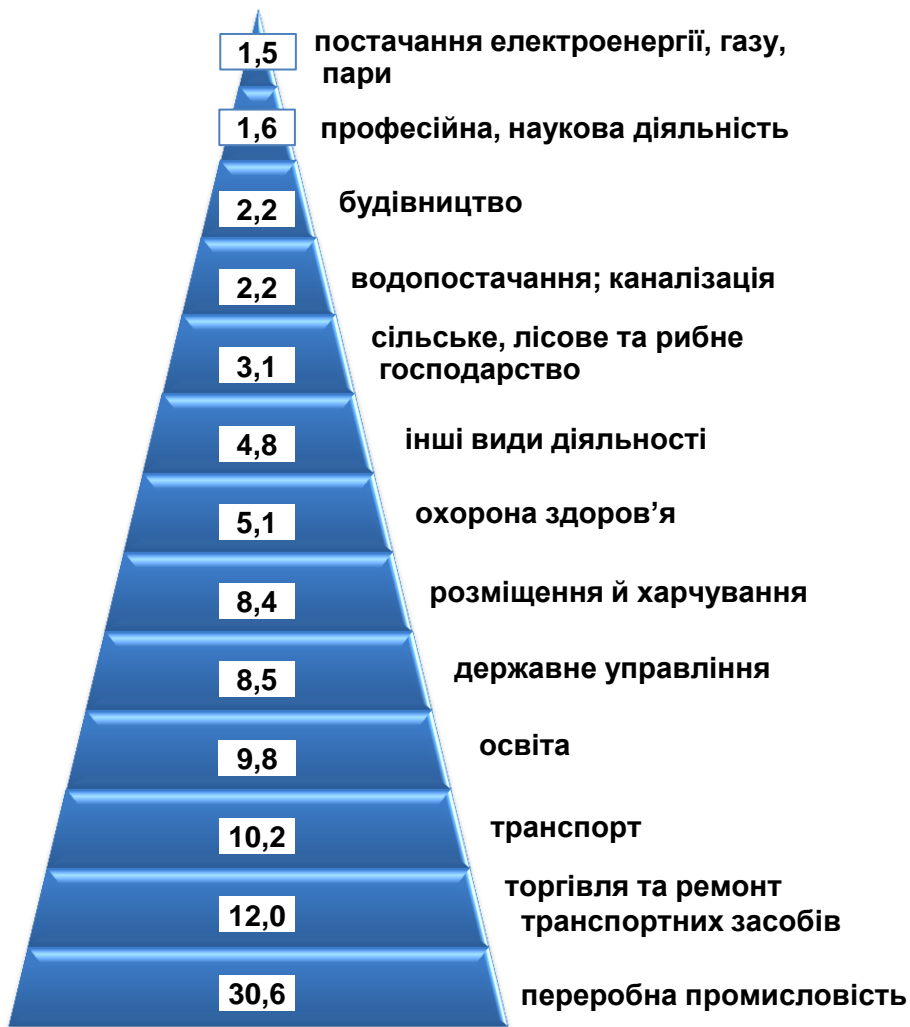 1,5
постачання електроенергії, газу,
пари
1,6
професійна, наукова діяльність
2,2
будівництво
2,2
водопостачання; каналізація
3,1
сільське, лісове та рибне
господарство
4,8
інші види діяльності
5,1
охорона здоров’я
8,4
розміщення й харчування
8,5
державне управління
9,8
освіта
10,2
транспорт
12,0
торгівля та ремонт
транспортних засобів
30,6
переробна промисловість